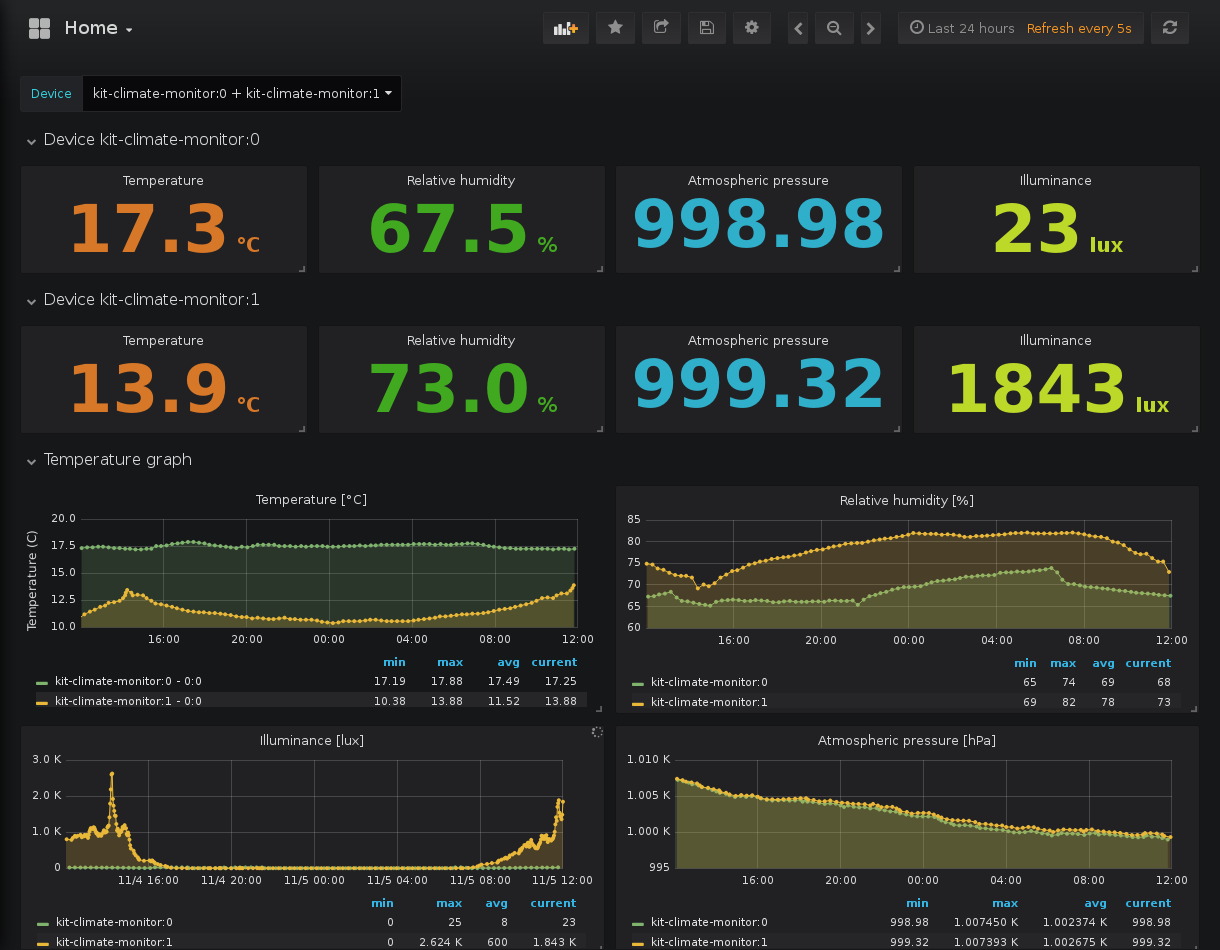 Home
Last 24 hours Refresh every 5s
Device kit-climate-monitor:0 + kit-climate-monitor:1
Device kit-climate-monitor:0
Temperature Relative humidity Atmospheric pressure Illuminance
17.3 °C 67.5 % 998.98 23 lux
Device kit-climate-monitor:1
Temperature Relative humidity Atmospheric pressure Illuminance
13.9 °C 73.0 % 999.32 1843 lux
Temperature graph
Temperature [°C]
Temperature (C)
20.0
17.5
15.0
12.5
10.0
16:00 20:00 00:00 04:00 08:00 12:00
min max avg current
kit-climate-monitor:0 - 0:0 17.19 17.88 17.49 17.25
kit-climate-monitor:1 - 0:0 10.38 13.88 11.52 13.88
Relative humidity [%]
85
80
75
70
65
60
16:00 20:00 00:00 04:00 08:00 12:00
min max avg current
kit-climate-monitor:0 65 74 69 68
kit-climate-monitor:1 69 82 78 73
Illuminance [lux]
3.0 K
2.0 K
1.0 K
0
11/4 16:00 11/4 20:00 11/5 00:00 11/5 04:00 11/5 08:00 11/5 12:00
min max avg current
kit-climate-monitor:0 0 25 8 23
kit-climate-monitor:1 0 2.624 K 600 1.843 K
Atmospheric pressure [hPa]
1.010 K
1.005 K
1.000 K
995
16:00 20:00 00:00 04:00 08:00 12:00
min max avg current
kit-climate-monitor:0 998.98 1.007450 K 1.002374 K 998.98
kit-climate-monitor:1 999.32 1.007393 K 1.002675 K 999.32